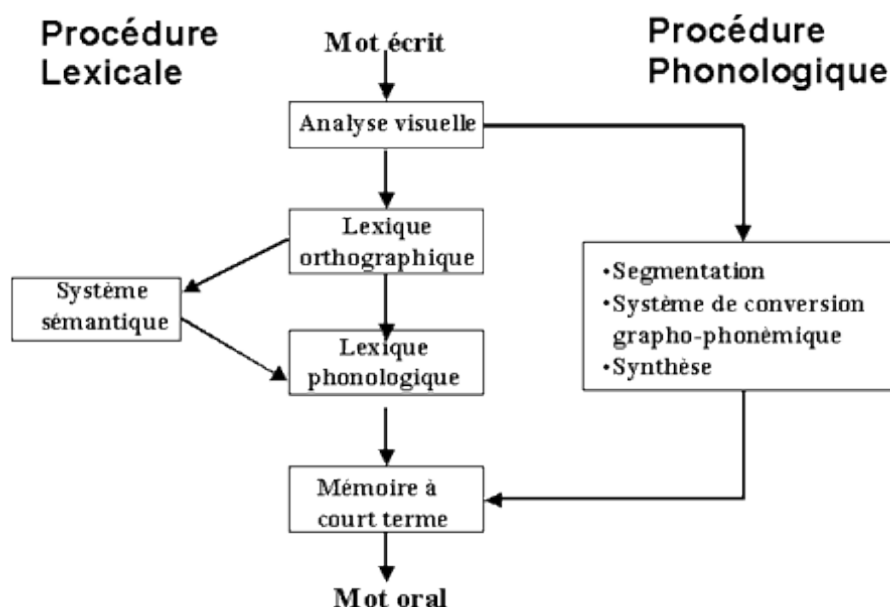 Procédure
Lexicale
Mot écrit
Procédure
Phonologique
Analyse visuelle
Lexique
orthographique
Système
sémantique
Lexique
phonologique
•Segmentation
•Système de conversion
grapho-phonèmique
•Synthèse
Mémoire à
court terme
Mot oral